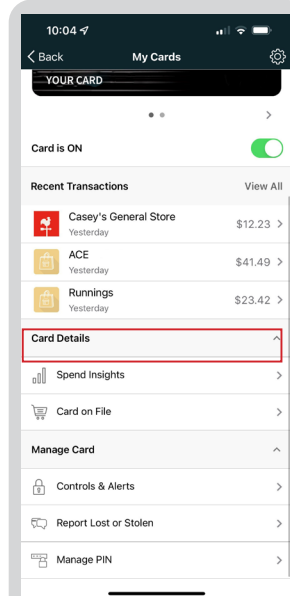 10:04
Back
My Cards
YOUR CARD
Card is ON
Recent Transactions
View All
Casey's General Store
Yesterday
$12.23
ACE
Yesterday
$41.49
Runnings
Yesterday
$23.42
Card Details
Spend Insights
Card on File
Manage Card
Controls & Alerts
Report Lost or Stolen
Manage PIN